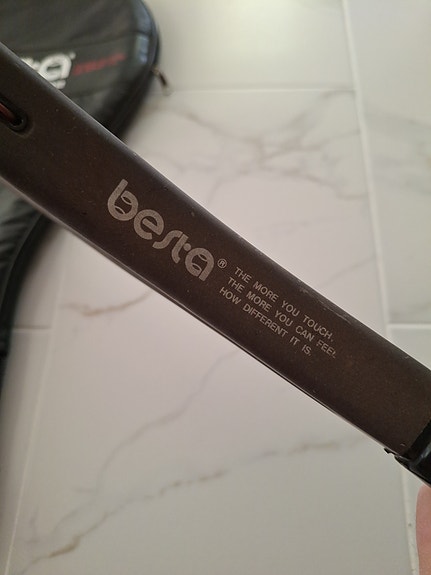 besta®
THE MORE YOU TOUCH,
THE MORE YOU CAN FEEL
HOW DIFFERENT IT IS.